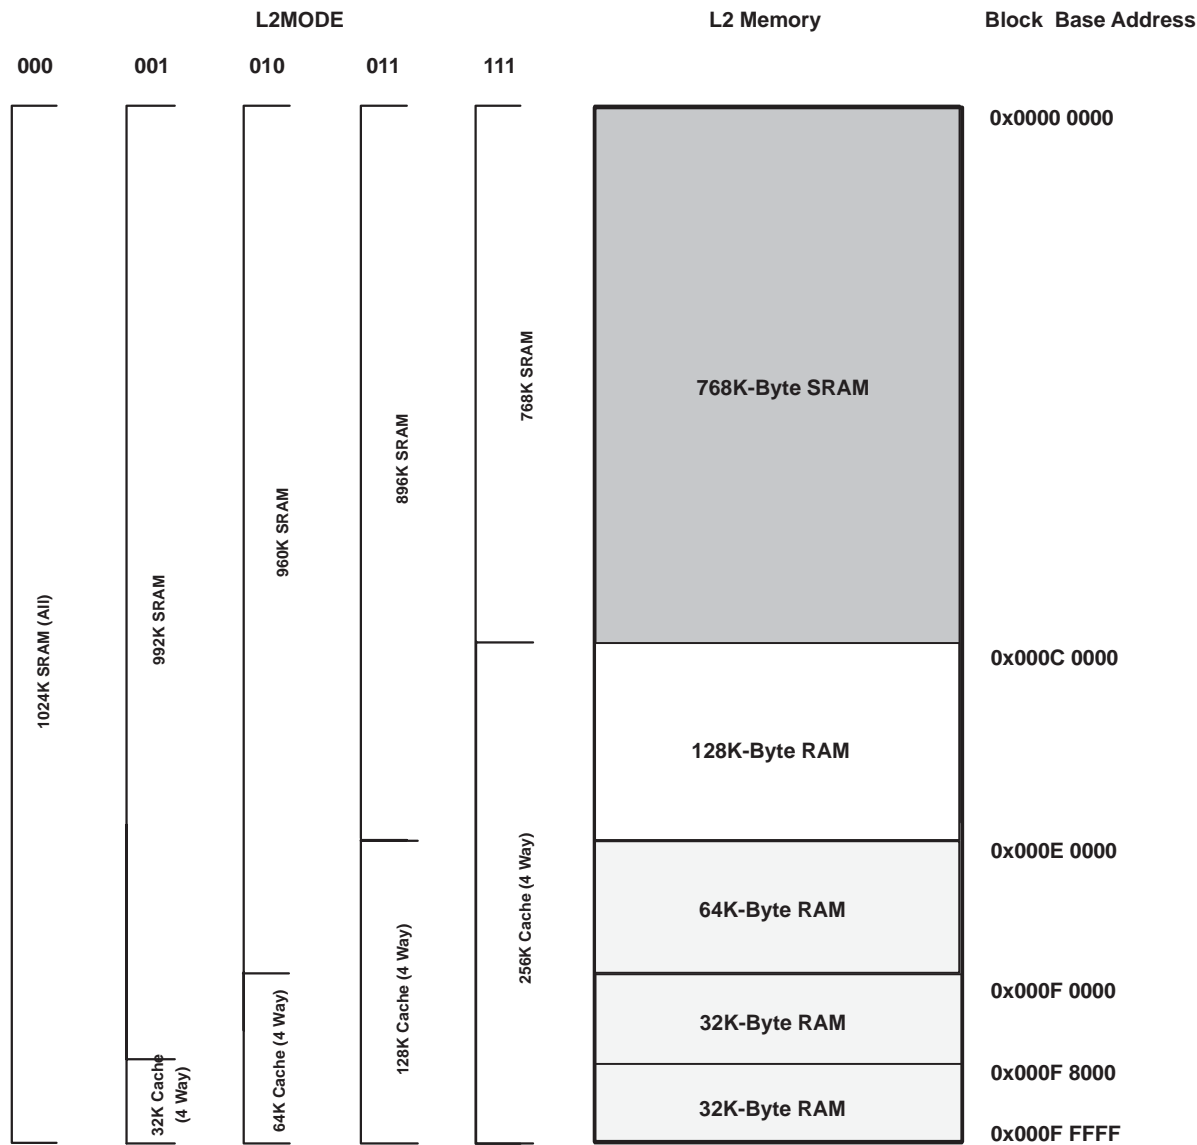 L2MODE
L2 Memory
Block Base Address
000
001
010
011
111
0x0000 0000
768K SRAM
768K-Byte SRAM
896K SRAM
960K SRAM
992K SRAM
1024K SRAM (All)
0x000C 0000
128K-Byte RAM
0x000E 0000
256K Cache (4 Way)
64K-Byte RAM
128K Cache (4 Way)
0x000F 0000
32K-Byte RAM
64K Cache (4 Way)
0x000F 8000
32K Cache
(4 Way)
32K-Byte RAM
0x000F FFFF